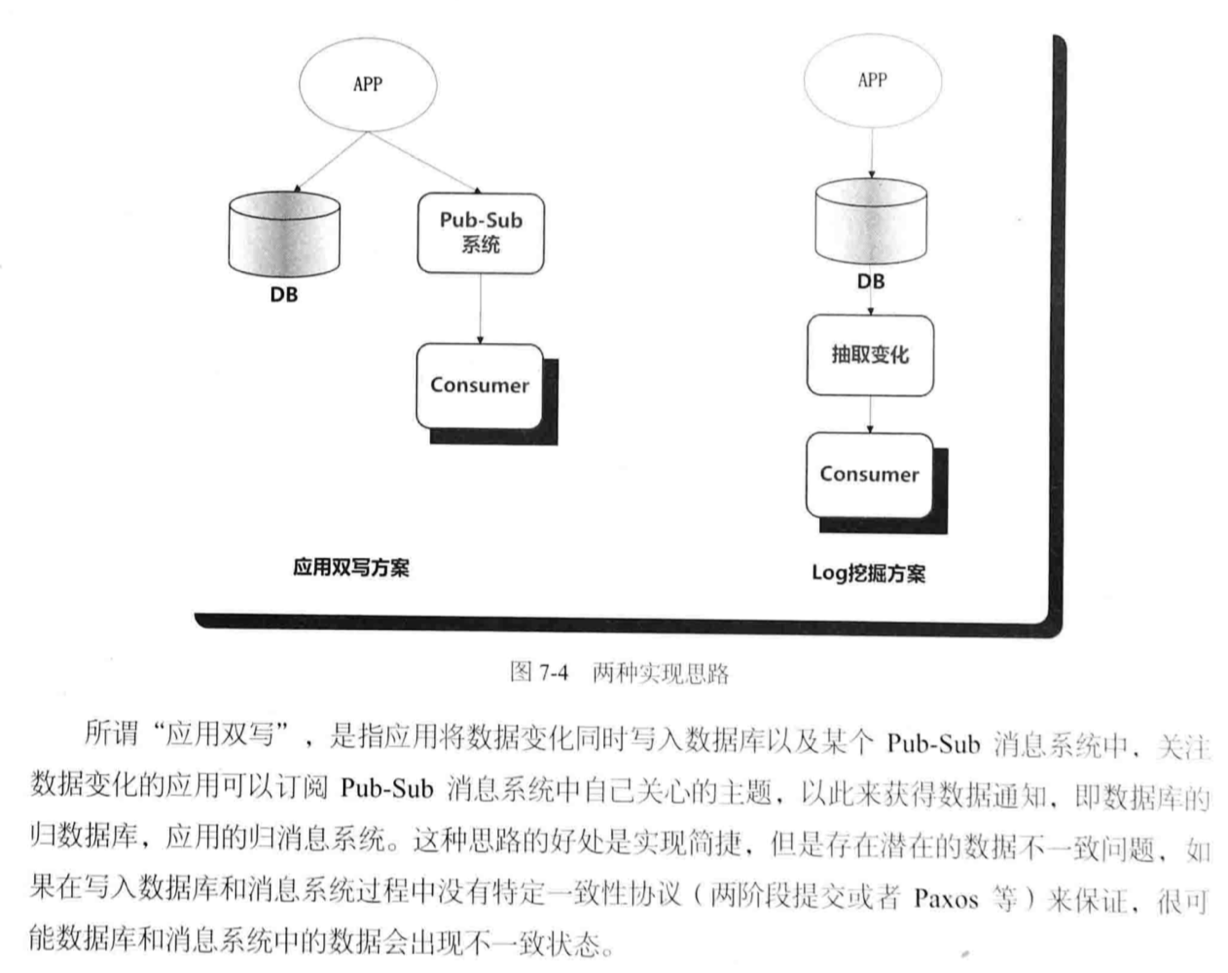 APP
DB
Pub-Sub
系统
Consumer
应用双写方案
APP
DB
抽取变化
Consumer
Log挖掘方案
图 7-4 两种实现思路
所谓“应用双写”，是指应用将数据变化同时写入数据库以及某个 Pub-Sub 消息系统中，关注
数据变化的应用可以订阅 Pub-Sub 消息系统中自己关心的主题，以此来获得数据通知，即数据库的
归数据库，应用的归消息系统。这种思路的好处是实现简捷，但是存在潜在的数据不一致问题，如
果在写入数据库和消息系统过程中没有特定一致性协议（两阶段提交或者 Paxos 等）来保证，很可
能数据库和消息系统中的数据会出现不一致状态。